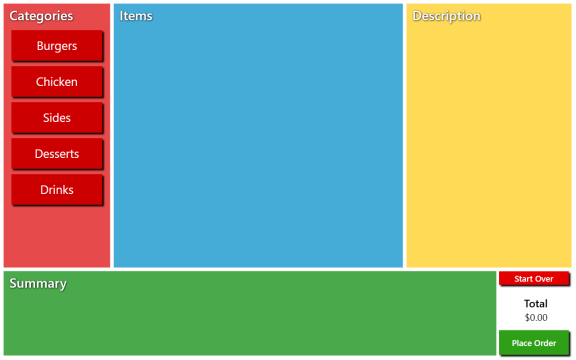 Categories
Burgers
Chicken
Sides
Desserts
Drinks
Items
Description
Summary
Start Over
Total
$0.00
Place Order